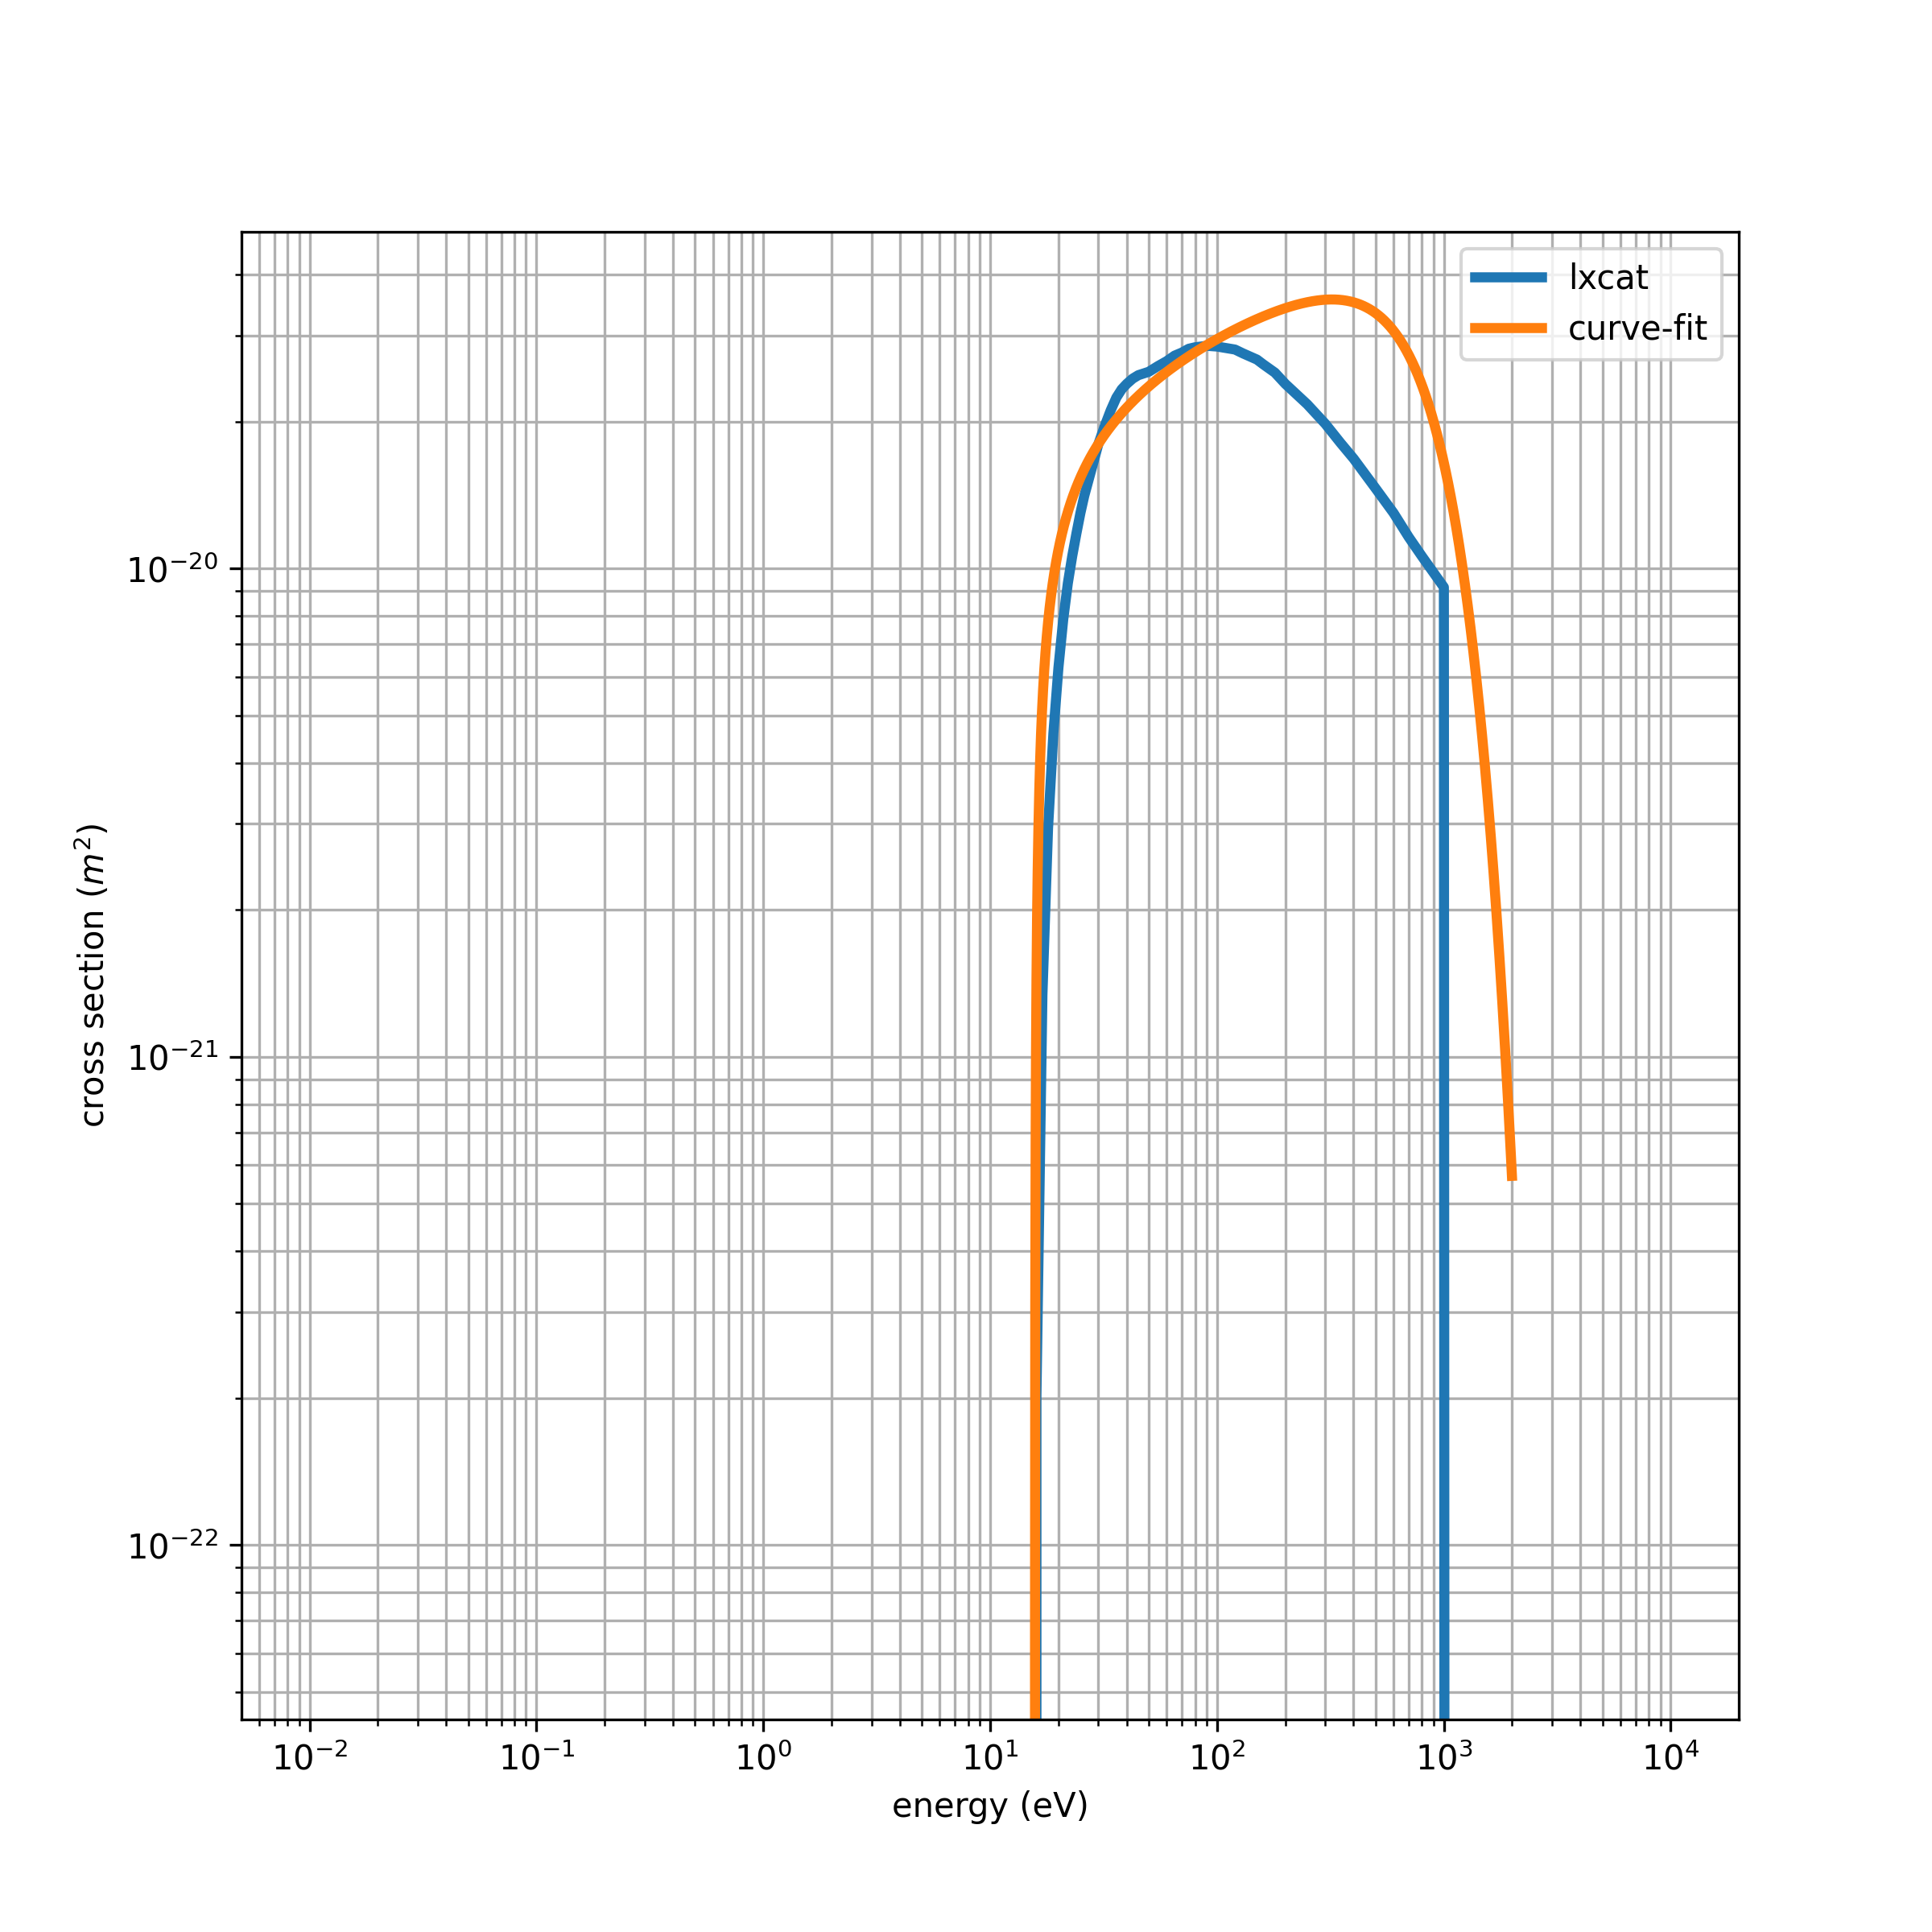 lxcat
curve-fit
10⁻²⁰
10⁻²¹
10⁻²²
cross section (m²)
10⁻² 10⁻¹ 10⁰ 10¹ 10² 10³ 10⁴
energy (eV)